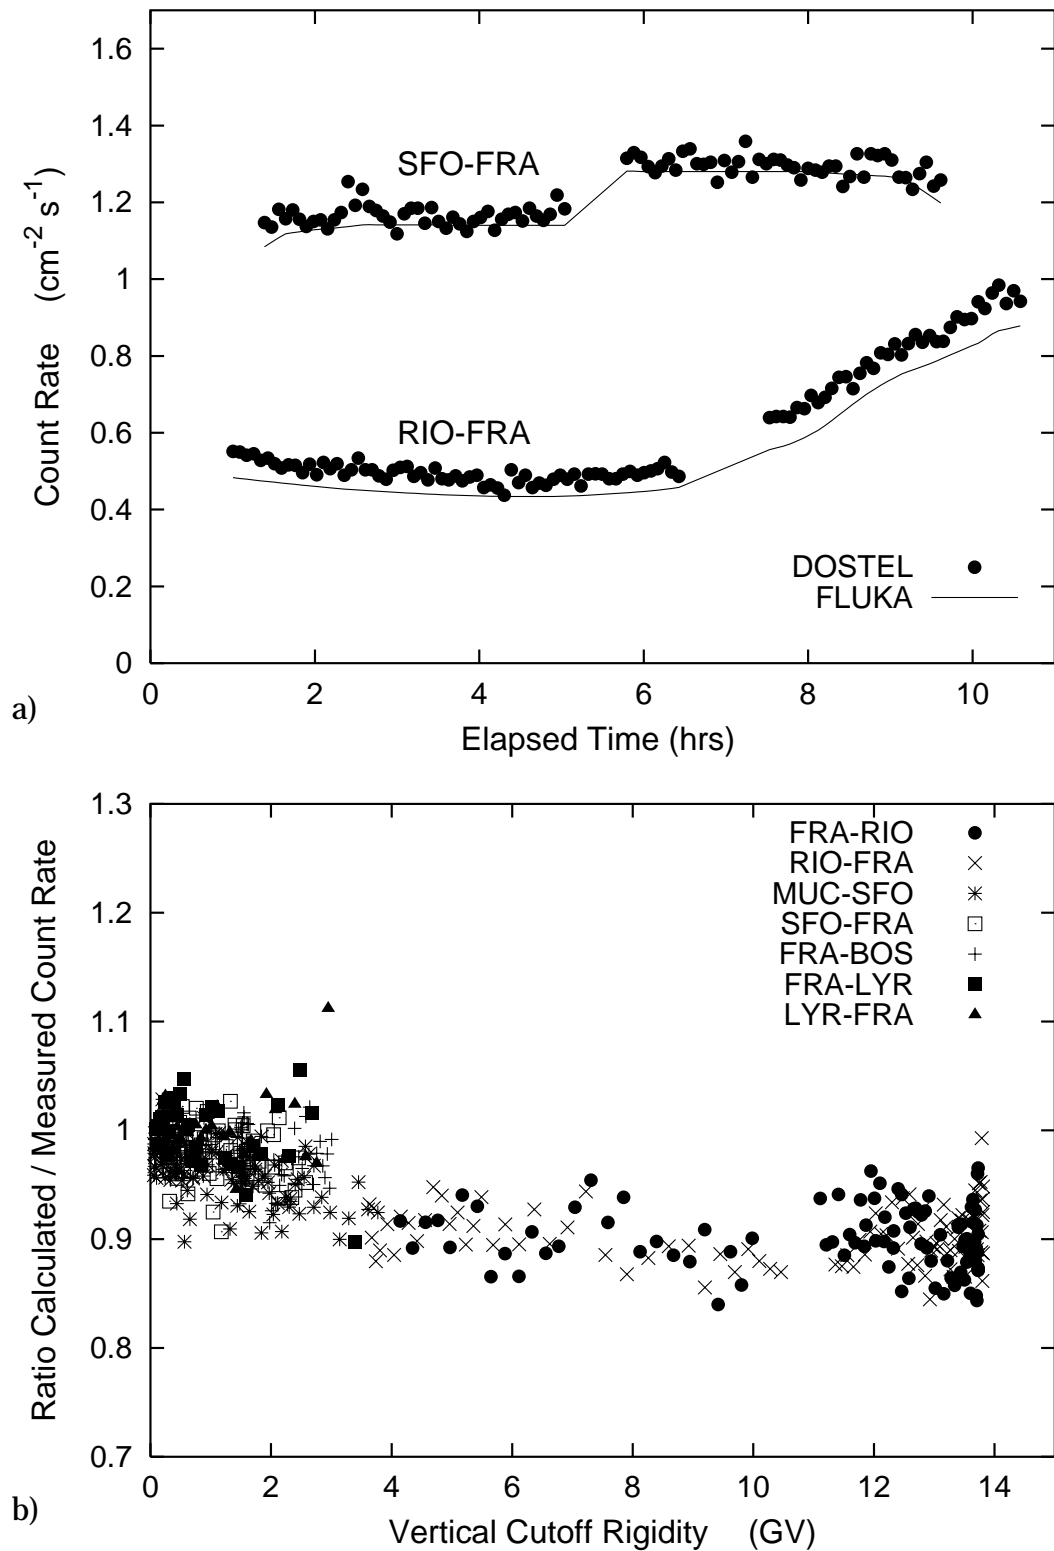 1.6
1.4
1.2
1
0.8
0.6
0.4
0.2
0
Count Rate (cm-2 s-1)
SFO-FRA
RIO-FRA
DOSTEL
FLUKA
0 2 4 6 8 10
a)
Elapsed Time (hrs)
1.3
1.2
1.1
1
0.9
0.8
0.7
Ratio Calculated / Measured Count Rate
FRA-RIO
RIO-FRA
MUC-SFO
SFO-FRA
FRA-BOS
FRA-LYR
LYR-FRA
0 2 4 6 8 10 12 14
b)
Vertical Cutoff Rigidity (GV)